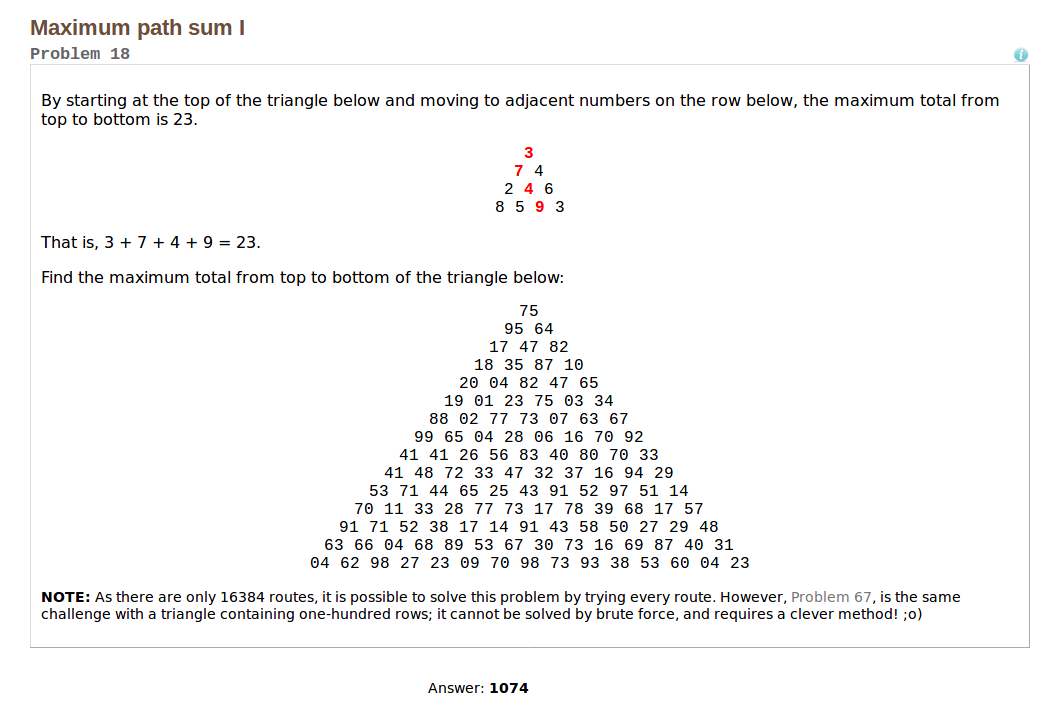 Maximum path sum I
Problem 18
By starting at the top of the triangle below and moving to adjacent numbers on the row below, the maximum total from
top to bottom is 23.
3
7 4
2 4 6
8 5 9 3
That is, 3 + 7 + 4 + 9 = 23.
Find the maximum total from top to bottom of the triangle below:
75
95 64
17 47 82
18 35 87 10
20 04 82 47 65
19 01 23 75 03 34
88 02 77 73 07 63 67
99 65 04 28 06 16 70 92
41 41 26 56 83 40 80 70 33
41 48 72 33 47 32 37 16 94 29
53 71 44 65 25 43 91 52 97 51 14
70 11 33 28 77 73 17 78 39 68 17 57
91 71 52 38 17 14 91 43 58 50 27 29 48
63 66 04 68 89 53 67 30 73 16 69 87 40 31
04 62 98 27 23 09 70 98 73 93 38 53 60 04 23
NOTE: As there are only 16384 routes, it is possible to solve this problem by trying every route. However, Problem 67, is the same
challenge with a triangle containing one-hundred rows; it cannot be solved by brute force, and requires a clever method! ;o)
Answer: 1074